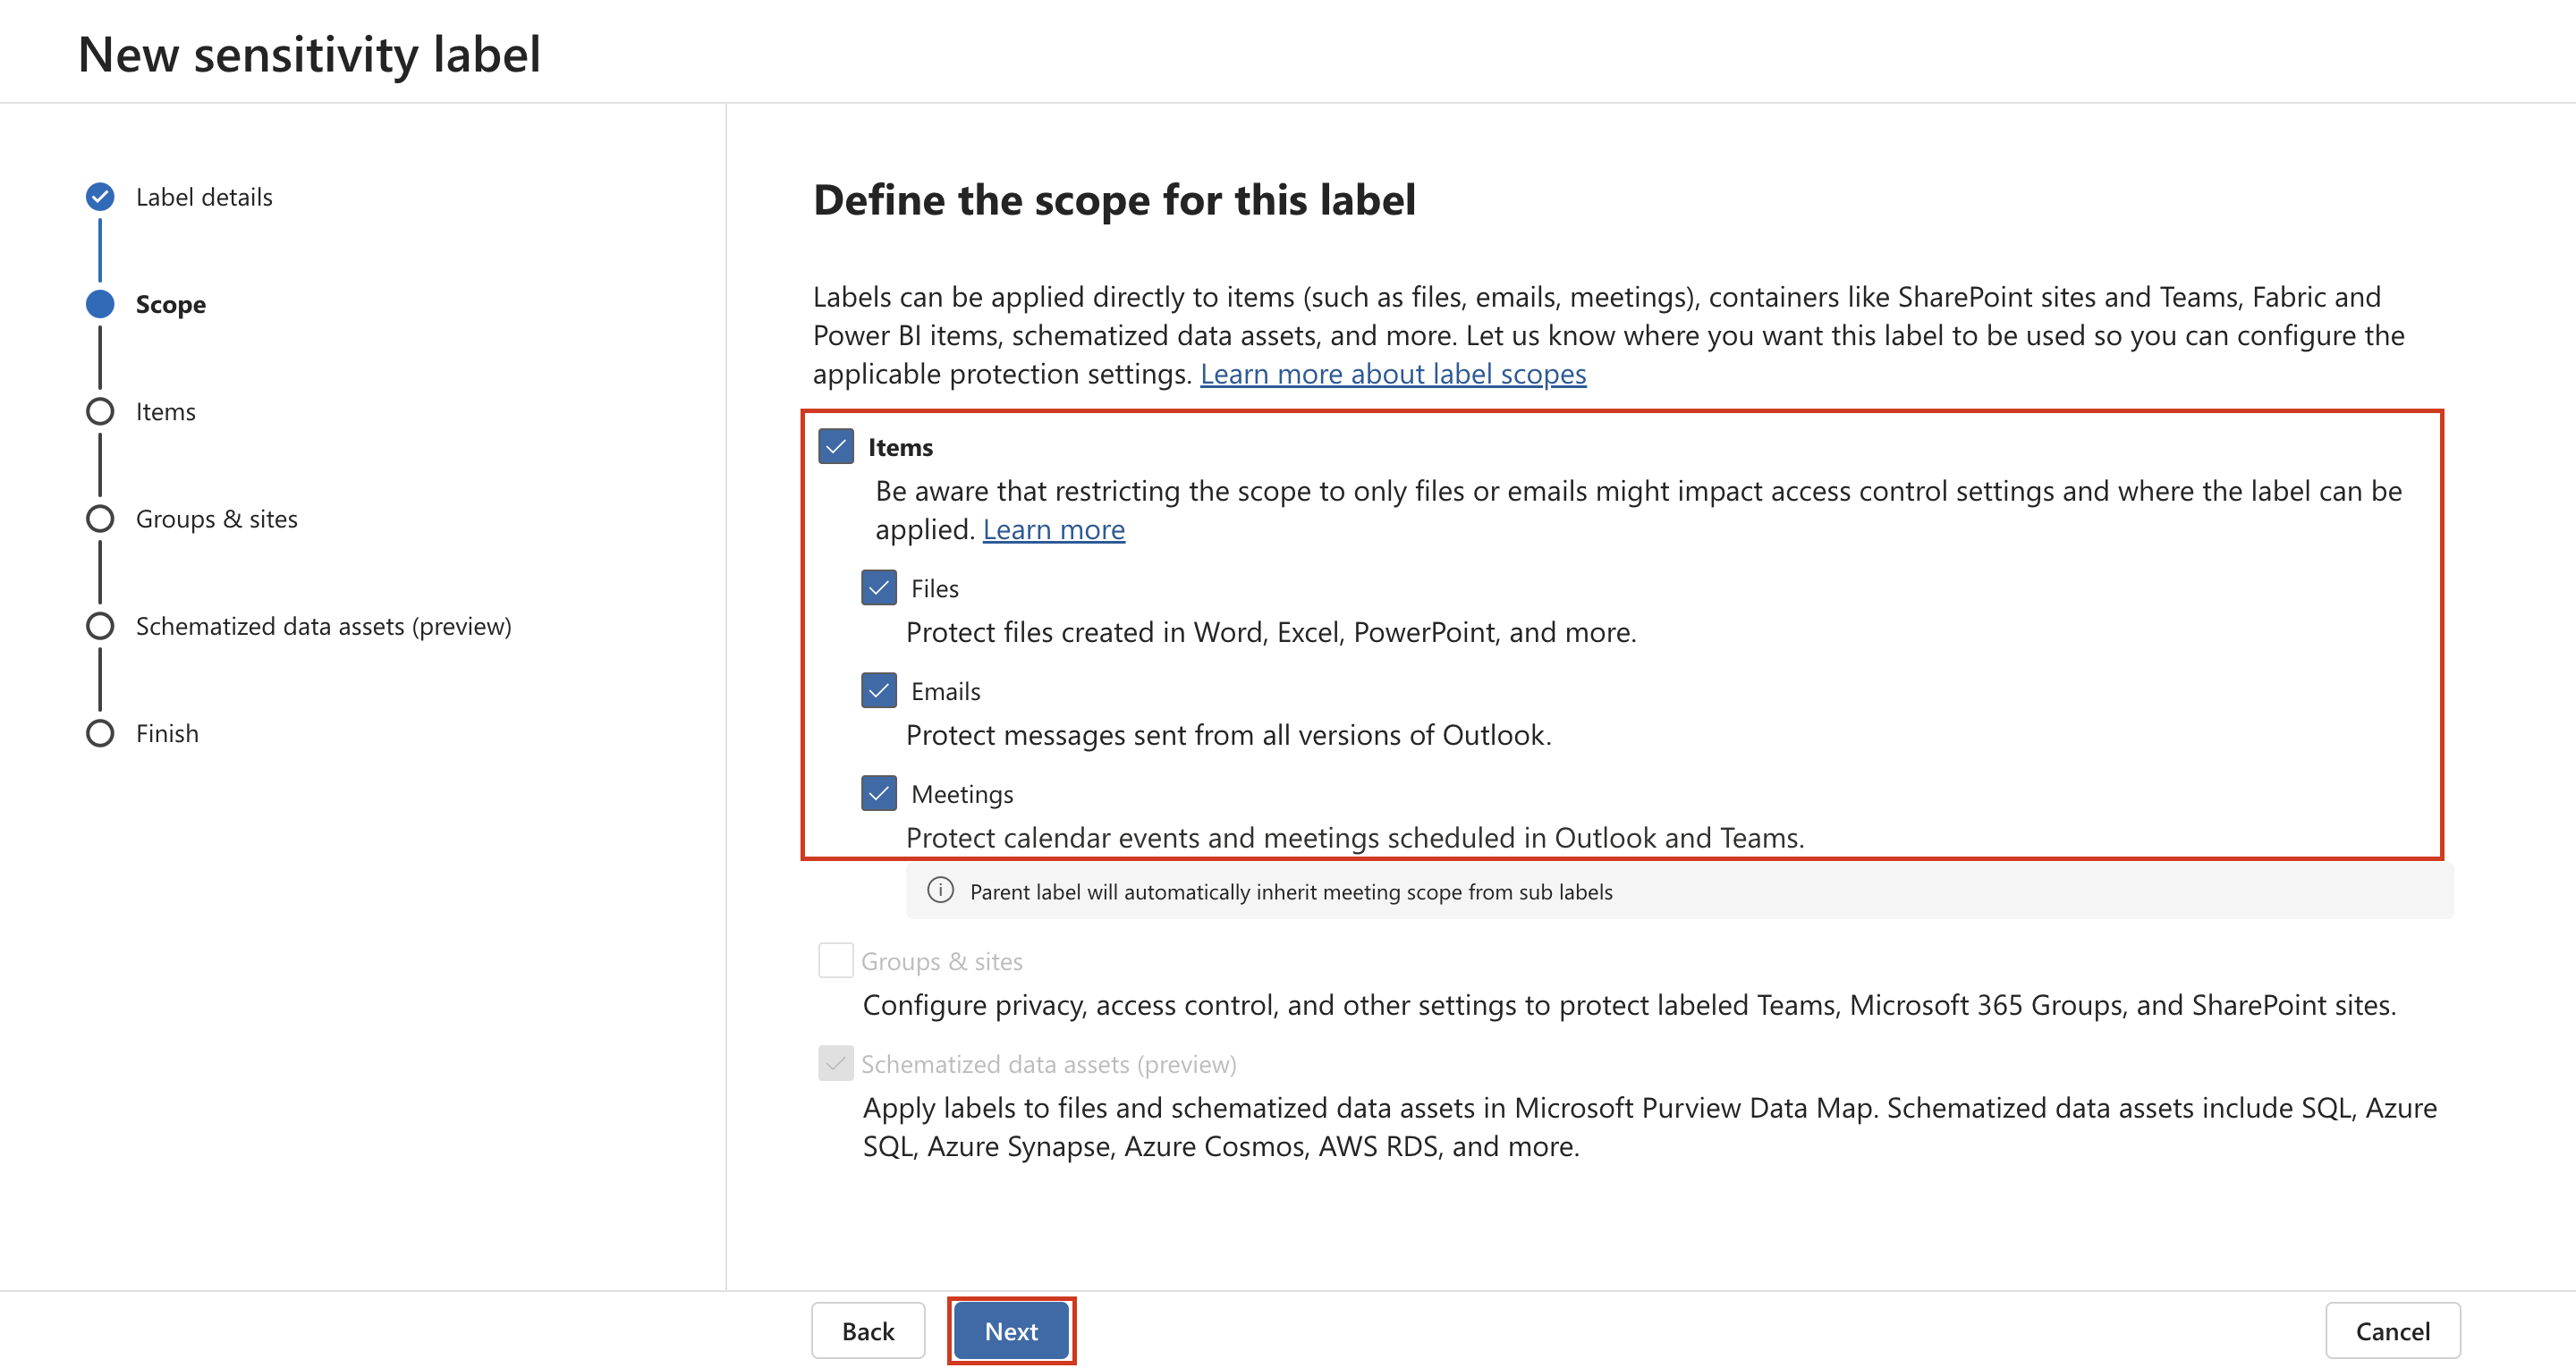 New sensitivity label
Label details
Scope
Items
Groups & sites
Schematized data assets (preview)
Finish
Define the scope for this label
Labels can be applied directly to items (such as files, emails, meetings), containers like SharePoint sites and Teams, Fabric and
Power BI items, schematized data assets, and more. Let us know where you want this label to be used so you can configure the
applicable protection settings. Learn more about label scopes
Items
Be aware that restricting the scope to only files or emails might impact access control settings and where the label can be
applied. Learn more
Files
Protect files created in Word, Excel, PowerPoint, and more.
Emails
Protect messages sent from all versions of Outlook.
Meetings
Protect calendar events and meetings scheduled in Outlook and Teams.
Parent label will automatically inherit meeting scope from sub labels
Groups & sites
Configure privacy, access control, and other settings to protect labeled Teams, Microsoft 365 Groups, and SharePoint sites.
Schematized data assets (preview)
Apply labels to files and schematized data assets in Microsoft Purview Data Map. Schematized data assets include SQL, Azure
SQL, Azure Synapse, Azure Cosmos, AWS RDS, and more.
Back
Next
Cancel